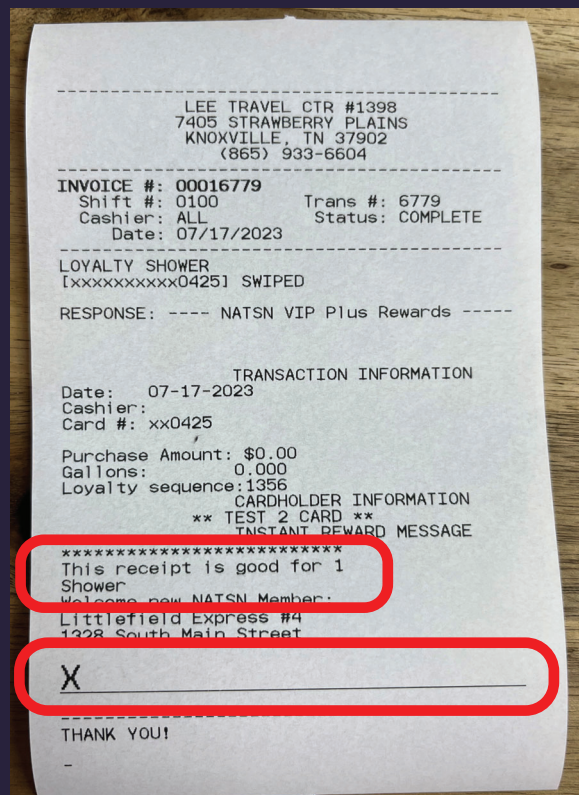 ------------------------------------------------
LEE TRAVEL CTR #1398
7405 STRAWBERRY PLAINS
KNOXVILLE, TN 37902
(865) 933-6604
------------------------------------------------
INVOICE #: 00016779
Shift #: 0100 Trans #: 6779
Cashier: ALL Status: COMPLETE
Date: 07/17/2023
------------------------------------------------
LOYALTY SHOWER
[xxxxxxxxxx0425] SWIPED
RESPONSE: ---- NATSN VIP Plus Rewards -----
TRANSACTION INFORMATION
Date: 07-17-2023
Cashier:
Card #: xx0425
Purchase Amount: $0.00
Gallons: 0.000
Loyalty sequence:1356
CARDHOLDER INFORMATION
** TEST 2 CARD **
INSTANT REWARD MESSAGE
**************************
This receipt is good for 1
Shower
Welcome new NATSN Member:
Littlefield Express #4
1328 South Main Street
X
------------------------------------------------
THANK YOU!
-